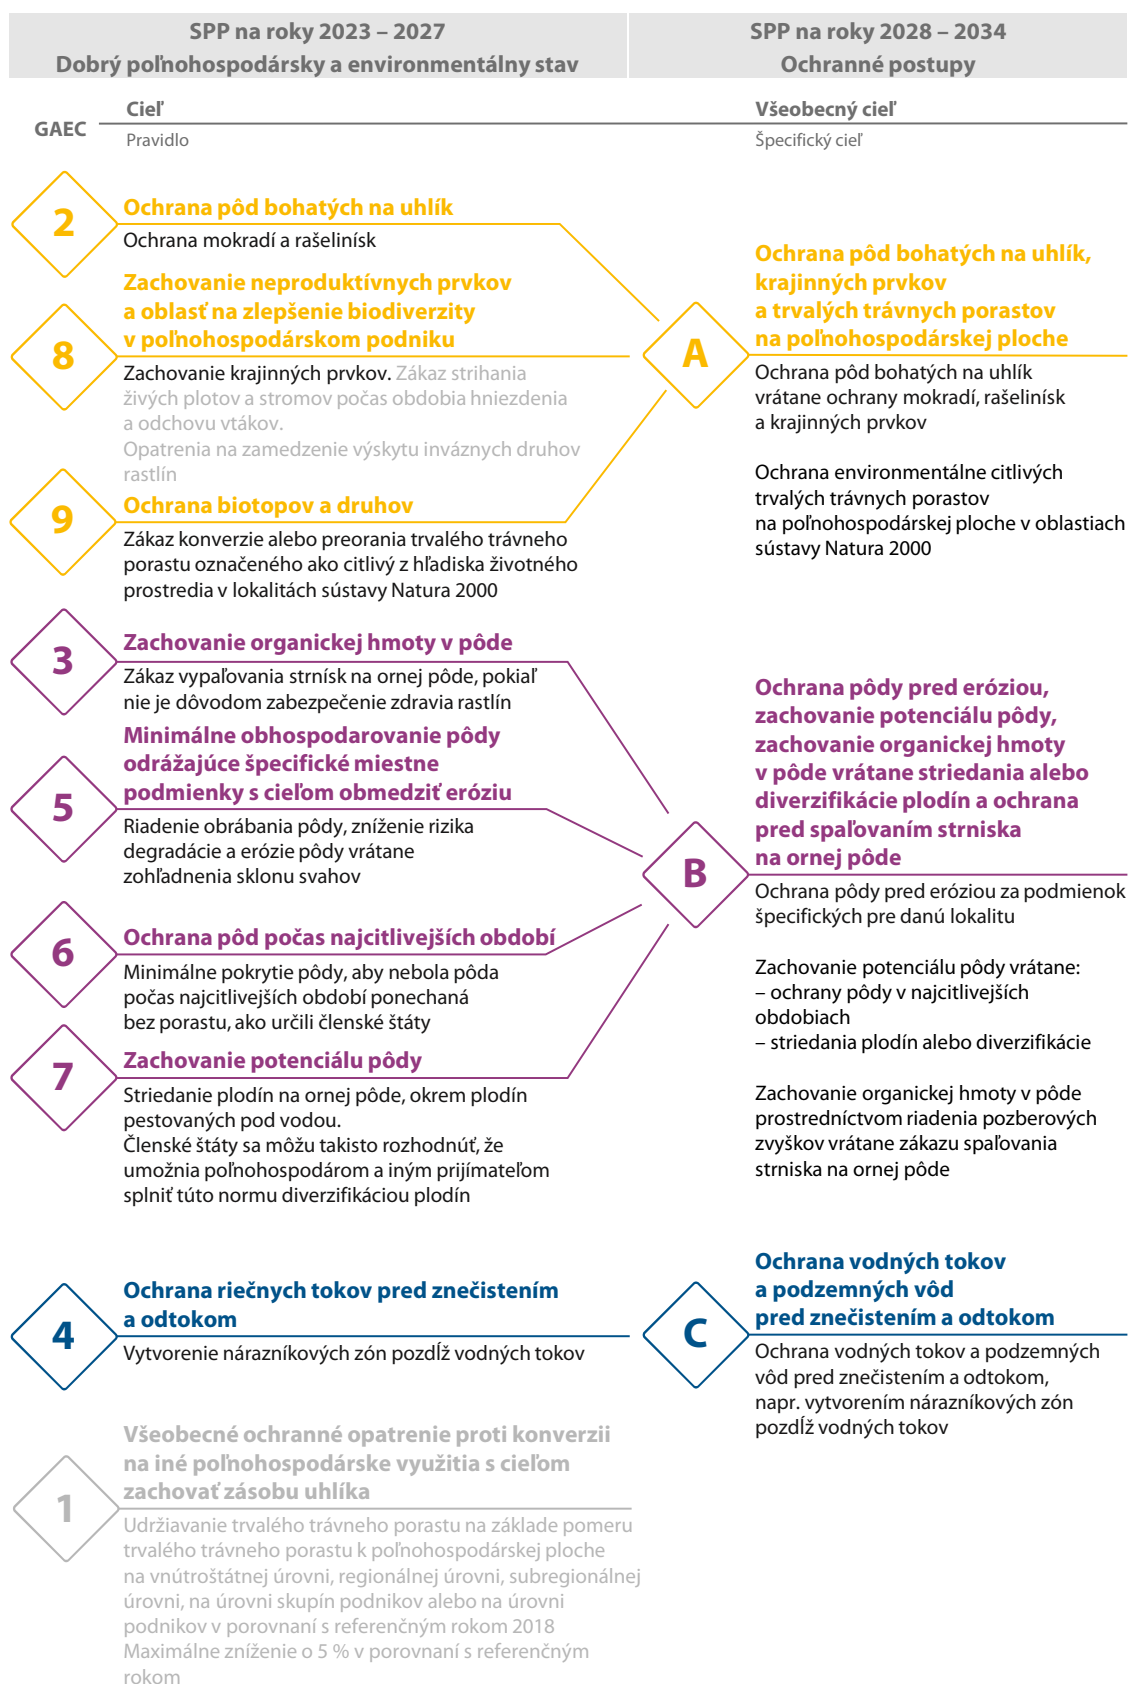 SPP na roky 2023 – 2027
Dobrý poľnohospodársky a environmentálny stav
SPP na roky 2028 – 2034
Ochranné postupy
GAEC
Cieľ
Pravidlo
Všeobecný cieľ
Špecifický cieľ
2
Ochrana pôd bohatých na uhlík
Ochrana mokradí a rašelinísk
8
Zachovanie neproduktívnych prvkov
a oblasť na zlepšenie biodiverzity
v poľnohospodárskom podniku
Zachovanie krajinných prvkov. Zákaz strihania
živých plotov a stromov počas obdobia hniezdenia
a odchovu vtákov.
Opatrenia na zamedzenie výskytu inváznych druhov
rastlín
9
Ochrana biotopov a druhov
Zákaz konverzie alebo preorania trvalého trávneho
porastu označeného ako citlivý z hľadiska životného
prostredia v lokalitách sústavy Natura 2000
A
Ochrana pôd bohatých na uhlík,
krajinných prvkov
a trvalých trávnych porastov
na poľnohospodárskej ploche
Ochrana pôd bohatých na uhlík
vrátane ochrany mokradí, rašelinísk
a krajinných prvkov
Ochrana environmentálne citlivých
trvalých trávnych porastov
na poľnohospodárskej ploche v oblastiach
sústavy Natura 2000
3
Zachovanie organickej hmoty v pôde
Zákaz vypaľovania strnísk na ornej pôde, pokiaľ
nie je dôvodom zabezpečenie zdravia rastlín
5
Minimálne obhospodarovanie pôdy
odrážajúce špecifické miestne
podmienky s cieľom obmedziť eróziu
Riadenie obrábania pôdy, zníženie rizika
degradácie a erózie pôdy vrátane
zohľadnenia sklonu svahov
6
Ochrana pôd počas najcitlivejších období
Minimálne pokrytie pôdy, aby nebola pôda
počas najcitlivejších období ponechaná
bez porastu, ako určili členské štáty
7
Zachovanie potenciálu pôdy
Striedanie plodín na ornej pôde, okrem plodín
pestovaných pod vodou.
Členské štáty sa môžu takisto rozhodnúť, že
umožnia poľnohospodárom a iným prijímateľom
splniť túto normu diverzifikáciou plodín
B
Ochrana pôdy pred eróziou,
zachovanie potenciálu pôdy,
zachovanie organickej hmoty
v pôde vrátane striedania alebo
diverzifikácie plodín a ochrana
pred spaľovaním strniska
na ornej pôde
Ochrana pôdy pred eróziou za podmienok
špecifických pre danú lokalitu
Zachovanie potenciálu pôdy vrátane:
– ochrany pôdy v najcitlivejších
obdobiach
– striedania plodín alebo diverzifikácie
Zachovanie organickej hmoty v pôde
prostredníctvom riadenia pozberových
zvyškov vrátane zákazu spaľovania
strniska na ornej pôde
4
Ochrana riečnych tokov pred znečistením
a odtokom
Vytvorenie nárazníkových zón pozdĺž vodných tokov
C
Ochrana vodných tokov
a podzemných vôd
pred znečistením a odtokom
Ochrana vodných tokov a podzemných
vôd pred znečistením a odtokom,
napr. vytvorením nárazníkových zón
pozdĺž vodných tokov
1
Všeobecné ochranné opatrenie proti konverzii
na iné poľnohospodárske využitia s cieľom
zachovať zásobu uhlíka
Udržiavanie trvalého trávneho porastu na základe pomeru
trvalého trávneho porastu k poľnohospodárskej ploche
na vnútroštátnej úrovni, regionálnej úrovni, subregionálnej
úrovni, na úrovni skupín podnikov alebo na úrovni
podnikov v porovnaní s referenčným rokom 2018
Maximálne zníženie o 5 % v porovnaní s referenčným
rokom